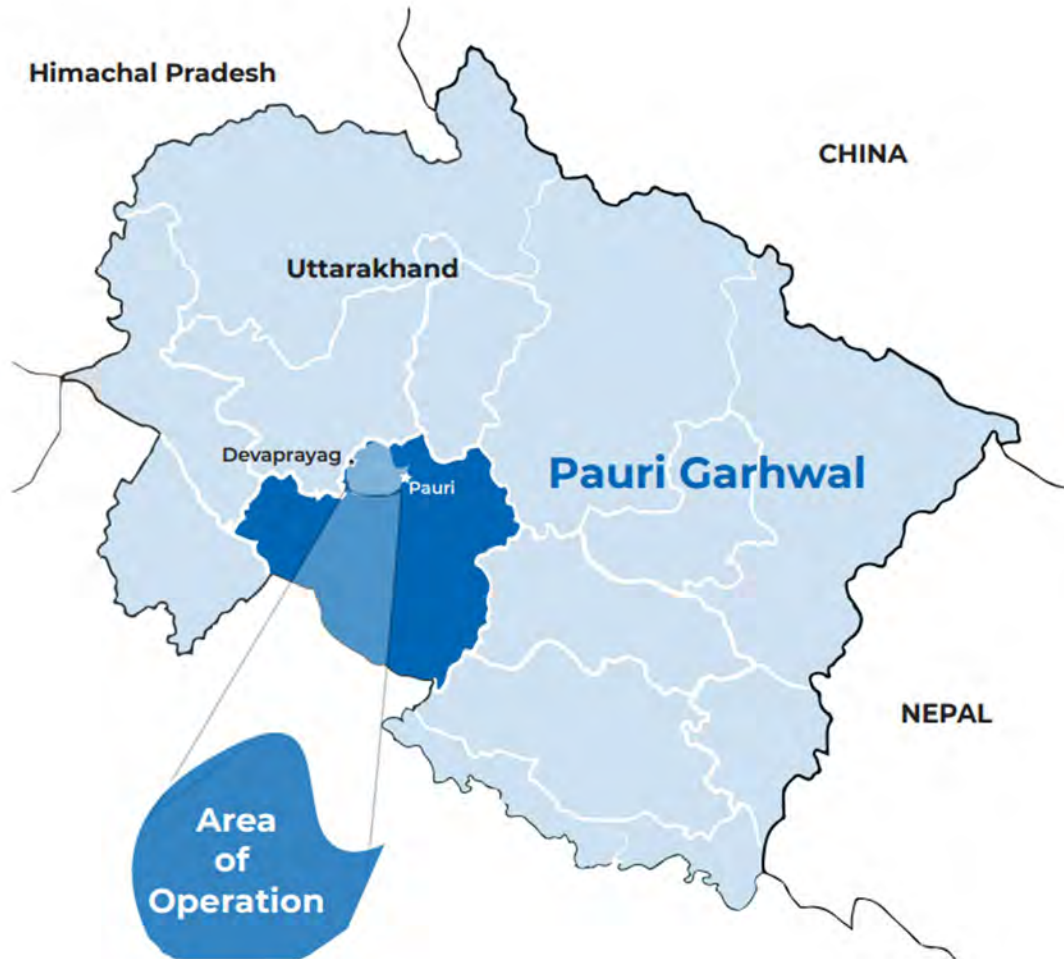 Himachal Pradesh
CHINA
Uttarakhand
Devaprayag
Pauri Garhwal
Pauri
NEPAL
Area
of
Operation